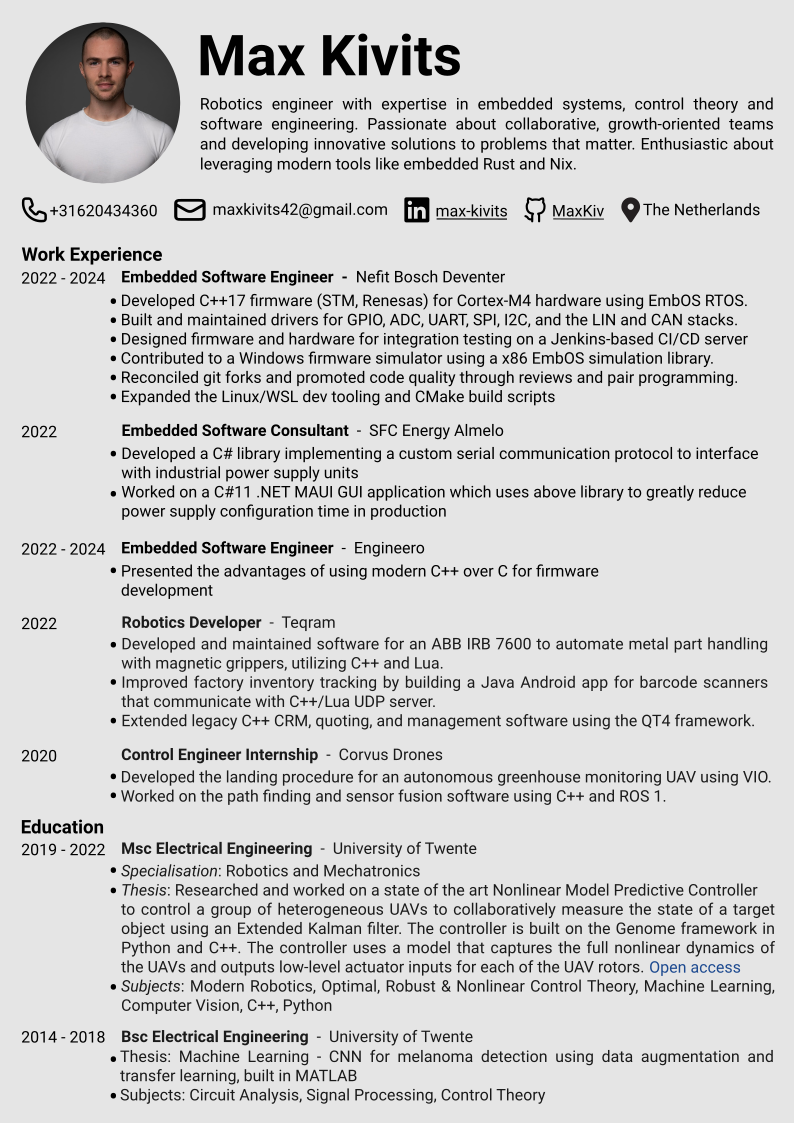 Max Kivits
Robotics engineer with expertise in embedded systems, control theory and
software engineering. Passionate about collaborative, growth-oriented teams
and developing innovative solutions to problems that matter. Enthusiastic about
leveraging modern tools like embedded Rust and Nix.
+31620434360 maxkivits42@gmail.com in max-kivits MaxKiv The Netherlands
Work Experience
2022 - 2024 Embedded Software Engineer - Nefit Bosch Deventer
• Developed C++17 firmware (STM, Renesas) for Cortex-M4 hardware using EmbOS RTOS.
• Built and maintained drivers for GPIO, ADC, UART, SPI, I2C, and the LIN and CAN stacks.
• Designed firmware and hardware for integration testing on a Jenkins-based CI/CD server
• Contributed to a Windows firmware simulator using a x86 EmbOS simulation library.
• Reconciled git forks and promoted code quality through reviews and pair programming.
• Expanded the Linux/WSL dev tooling and CMake build scripts
2022 Embedded Software Consultant - SFC Energy Almelo
• Developed a C# library implementing a custom serial communication protocol to interface
with industrial power supply units
• Worked on a C#11 .NET MAUI GUI application which uses above library to greatly reduce
power supply configuration time in production
2022 - 2024 Embedded Software Engineer - Engineero
• Presented the advantages of using modern C++ over C for firmware
development
2022 Robotics Developer - Teqram
• Developed and maintained software for an ABB IRB 7600 to automate metal part handling
with magnetic grippers, utilizing C++ and Lua.
• Improved factory inventory tracking by building a Java Android app for barcode scanners
that communicate with C++/Lua UDP server.
• Extended legacy C++ CRM, quoting, and management software using the QT4 framework.
2020 Control Engineer Internship - Corvus Drones
• Developed the landing procedure for an autonomous greenhouse monitoring UAV using VIO.
• Worked on the path finding and sensor fusion software using C++ and ROS 1.
Education
2019 - 2022 Msc Electrical Engineering - University of Twente
• Specialisation: Robotics and Mechatronics
• Thesis: Researched and worked on a state of the art Nonlinear Model Predictive Controller
to control a group of heterogeneous UAVs to collaboratively measure the state of a target
object using an Extended Kalman filter. The controller is built on the Genome framework in
Python and C++. The controller uses a model that captures the full nonlinear dynamics of
the UAVs and outputs low-level actuator inputs for each of the UAV rotors. Open access
• Subjects: Modern Robotics, Optimal, Robust & Nonlinear Control Theory, Machine Learning,
Computer Vision, C++, Python
2014 - 2018 Bsc Electrical Engineering - University of Twente
• Thesis: Machine Learning - CNN for melanoma detection using data augmentation and
transfer learning, built in MATLAB
• Subjects: Circuit Analysis, Signal Processing, Control Theory